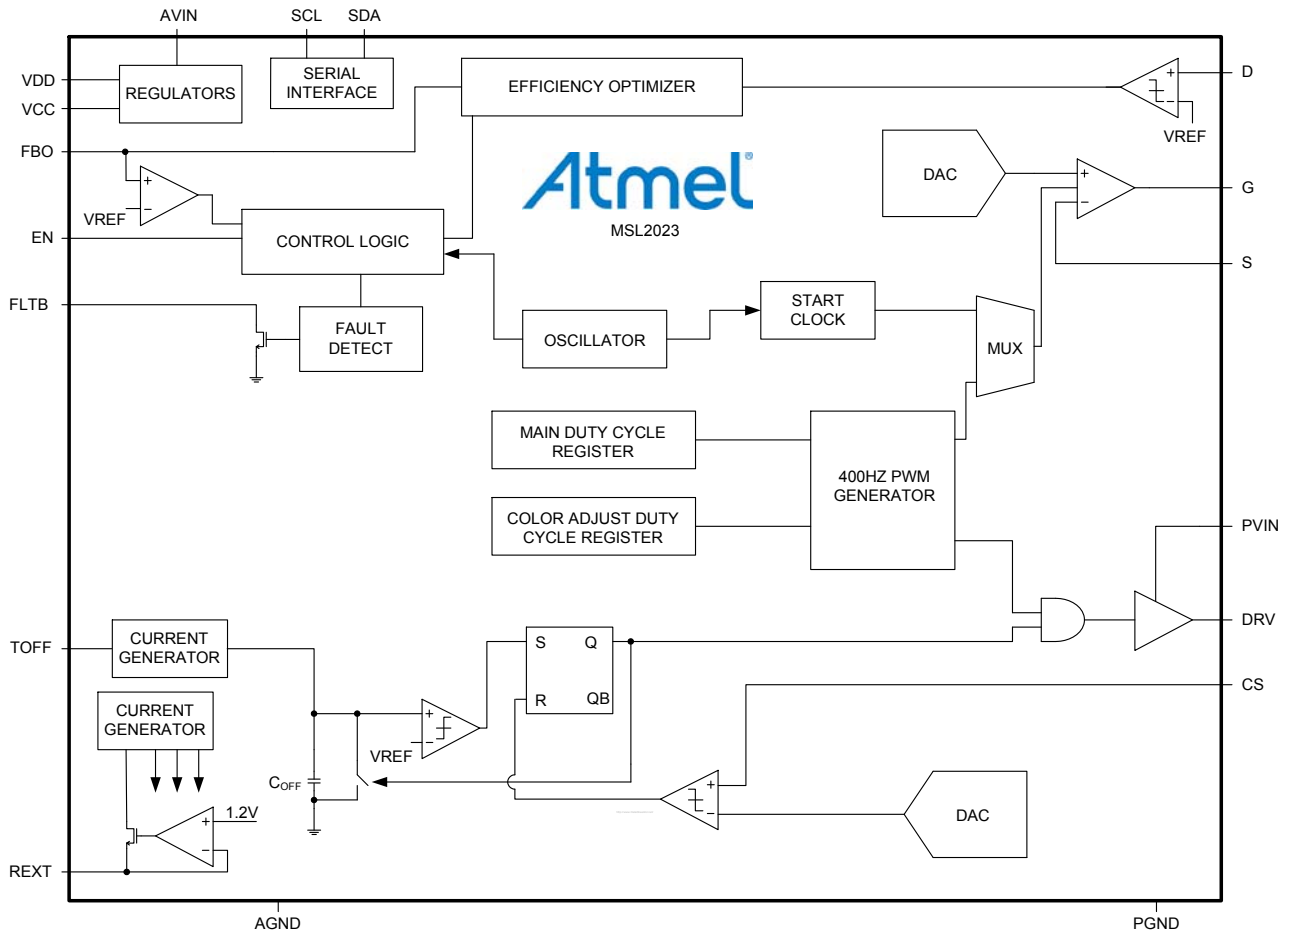 AVIN
SCL
SDA
VDD
VCC
REGULATORS
SERIAL
INTERFACE
EFFICIENCY OPTIMIZER
+
-
VREF
D
FBO
+
-
VREF
EN
CONTROL LOGIC
Atmel®
MSL2023
DAC
+
-
G
S
FLTB
FAULT
DETECT
OSCILLATOR
START
CLOCK
MUX
MAIN DUTY CYCLE
REGISTER
COLOR ADJUST DUTY
CYCLE REGISTER
400HZ PWM
GENERATOR
PVIN
DRV
TOFF
CURRENT
GENERATOR
S
Q
R
QB
CS
CURRENT
GENERATOR
+
-
VREF
COFF
+
-
DAC
1.2V
+
-
REXT
AGND
PGND